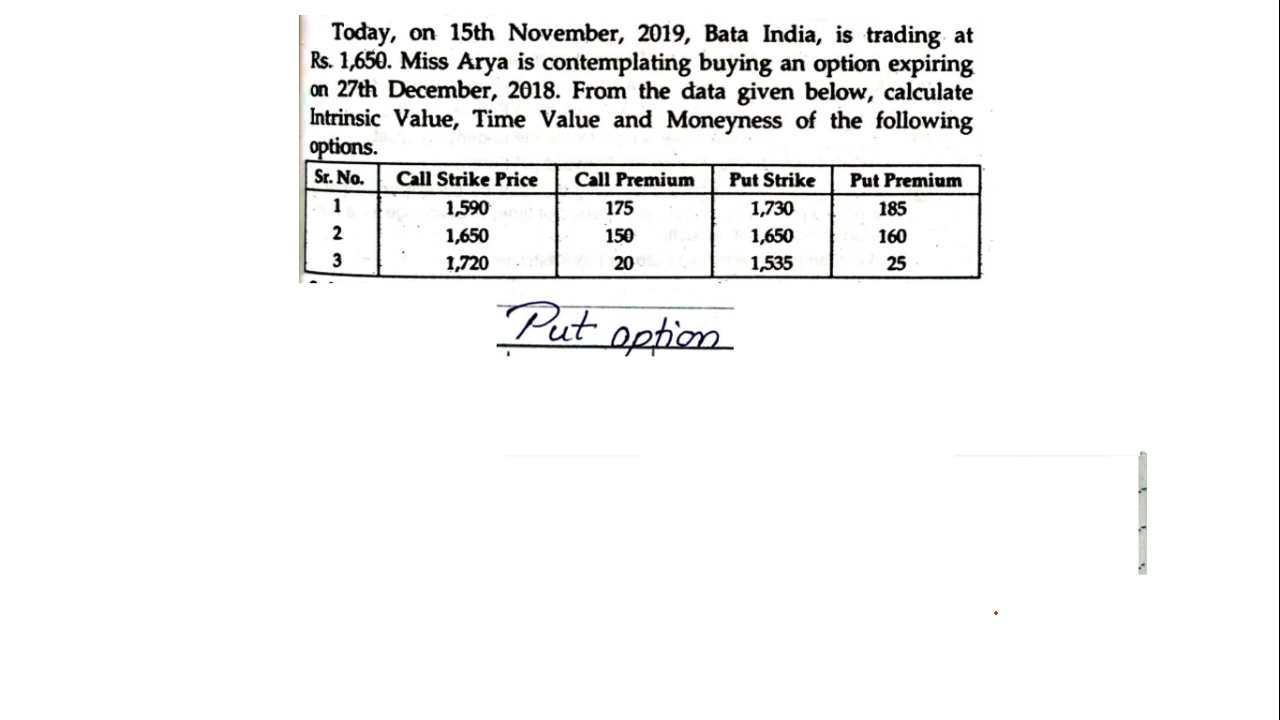 Today, on 15th November, 2019, Bata India, is trading at
Rs. 1,650. Miss Arya is contemplating buying an option expiring
on 27th December, 2018. From the data given below, calculate
Intrinsic Value, Time Value and Moneyness of the following
options.
Sr. No. Call Strike Price Call Premium Put Strike Put Premium
1 1,590 175 1,730 185
2 1,650 150 1,650 160
3 1,720 20 1,535 25
Put option